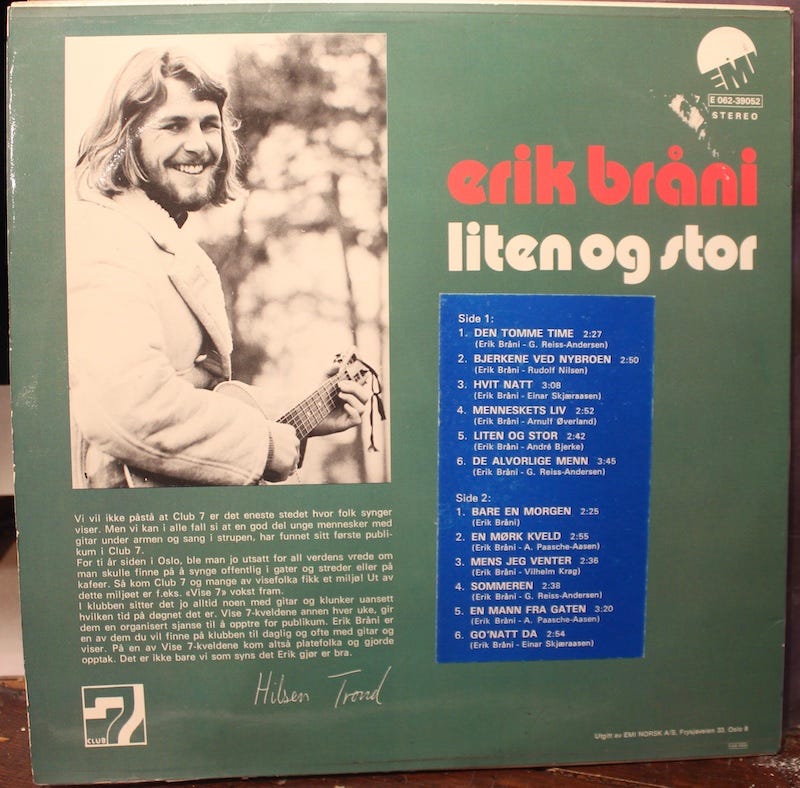 EMI
E 062-39052
STEREO
erik bråni
liten og stor
Side 1:
1. DEN TOMME TIME 2:27
(Erik Bråni - G. Reiss-Andersen)
2. BJERKENE VED NYBROEN 2:50
(Erik Bråni - Rudolf Nilsen)
3. HVIT NATT 3:08
(Erik Bråni - Einar Skjæraasen)
4. MENNESKETS LIV 2:52
(Erik Bråni - Arnulf Øverland)
5. LITEN OG STOR 2:42
(Erik Bråni - André Bjerke)
6. DE ALVORLIGE MENN 3:45
(Erik Bråni - G. Reiss-Andersen)
Side 2:
1. BARE EN MORGEN 2:25
(Erik Bråni)
2. EN MØRK KVELD 2:55
(Erik Bråni - A. Paasche-Aasen)
3. MENS JEG VENTER 2:36
(Erik Bråni - Vilhelm Krag)
4. SOMMEREN 2:38
(Erik Bråni - G. Reiss-Andersen)
5. EN MANN FRA GATEN 3:20
(Erik Bråni - A. Paasche-Aasen)
6. GO'NATT DA 2:54
(Erik Bråni - Einar Skjæraasen)
Vi vil ikke påstå at Club 7 er det eneste stedet hvor folk synger
viser. Men vi kan i alle fall si at en god del unge mennesker med
gitar under armen og sang i strupen, har funnet sitt første publi-
kum i Club 7.
For ti år siden i Oslo, ble man jo utsatt for all verdens vrede om
man skulle finne på å synge offentlig i gater og streder eller på
kafeer. Så kom Club 7 og mange av visefolka fikk et miljø! Ut av
dette miljøet er f.eks. «Vise 7» vokst fram.
I klubben sitter det jo alltid noen med gitar og klunker uansett
hvilken tid på døgnet det er. Vise 7-kveldene annen hver uke, gir
dem en organisert sjanse til å opptre for publikum. Erik Bråni er
en av dem du vil finne på klubben til daglig og ofte med gitar og
viser. På en av Vise 7-kveldene kom altså platefolka og gjorde
opptak. Det er ikke bare vi som syns det Erik gjør er bra.
Hilsen Trond
CLUB 7
Utgitt av EMI NORSK A/S, Frysjaveien 33, Oslo 8